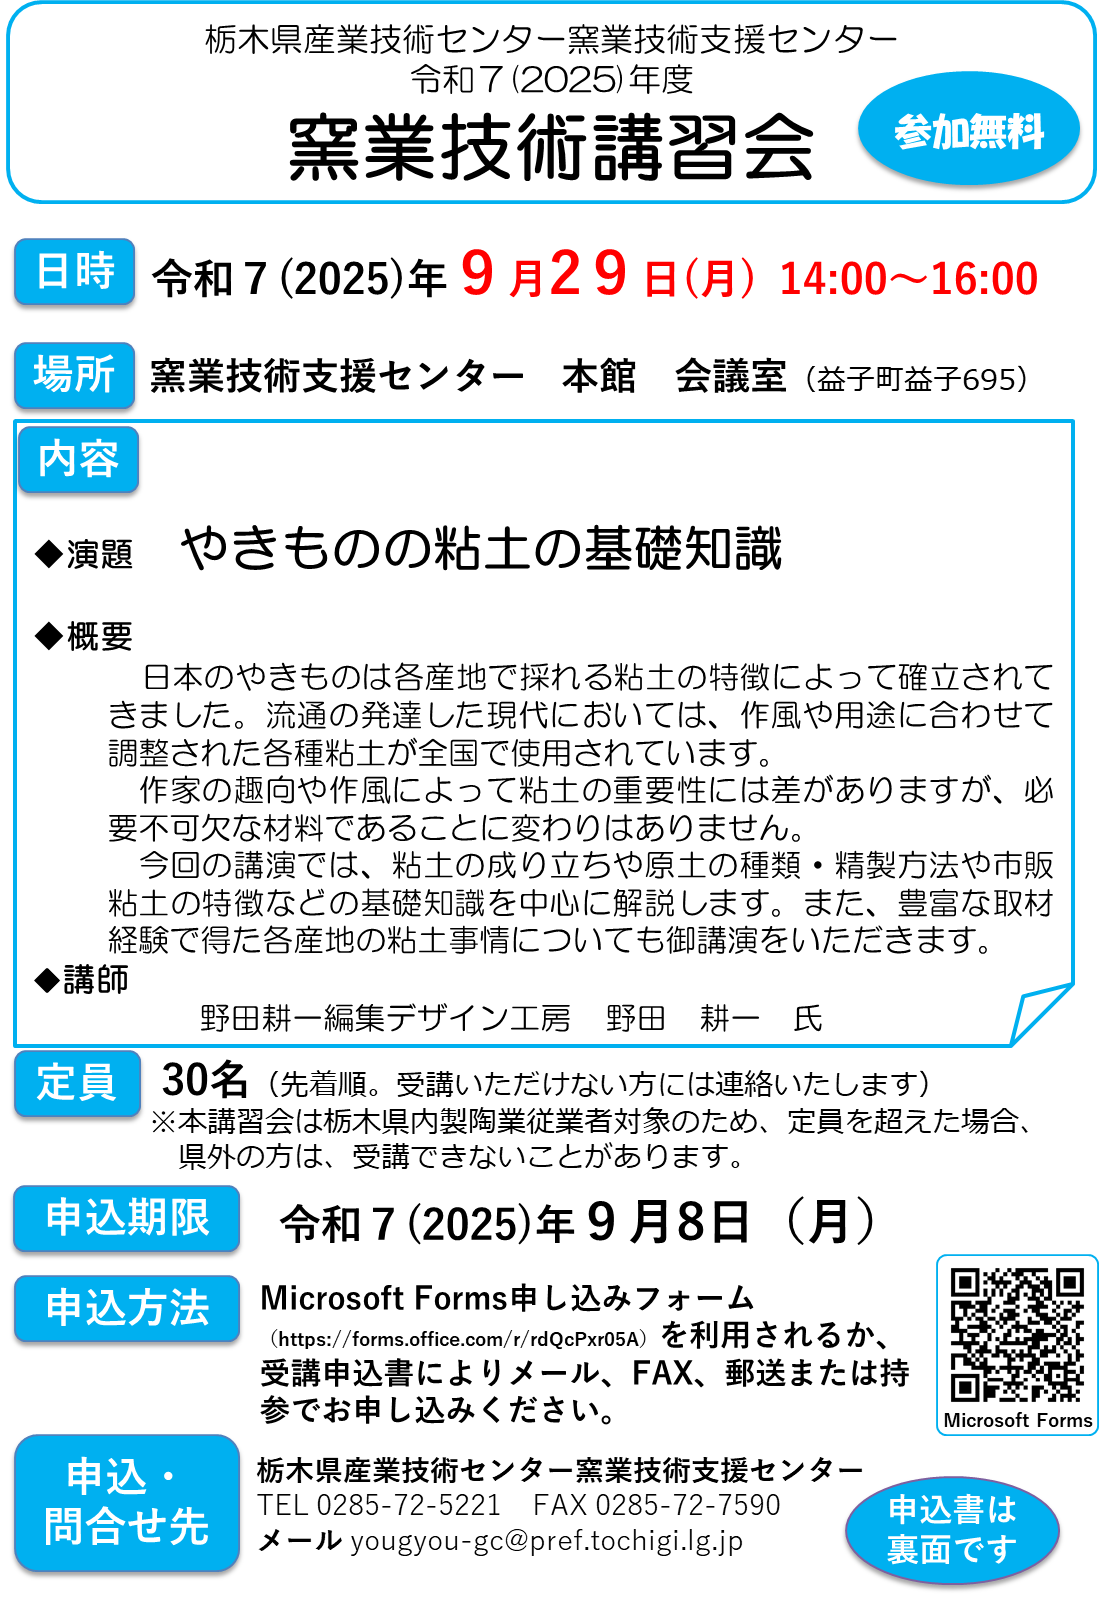 栃木県産業技術センター窯業技術支援センター
令和７(2025)年度
窯業技術講習会
参加無料
日時
令和７(2025)年９月２９日(月) 14:00～16:00
場所
窯業技術支援センター　本館　会議室（益子町益子695）
内容
◆演題　やきものの粘土の基礎知識
◆概要
日本のやきものは各産地で採れる粘土の特徴によって確立されて
きました。流通の発達した現代においては、作風や用途に合わせて
調整された各種粘土が全国で使用されています。
作家の趣向や作風によって粘土の重要性には差がありますが、必
要不可欠な材料であることに変わりはありません。
今回の講演では、粘土の成り立ちや原土の種類・精製方法や市販
粘土の特徴などの基礎知識を中心に解説します。また、豊富な取材
経験で得た各産地の粘土事情についても御講演をいただきます。
◆講師
野田耕一編集デザイン工房　野田　耕一　氏
定員
30名（先着順。受講いただけない方には連絡いたします）
※本講習会は栃木県内製陶業従業者対象のため、定員を超えた場合、
県外の方は、受講できないことがあります。
申込期限
令和７(2025)年９月8日（月）
申込方法
Microsoft Forms申し込みフォーム
（https://forms.office.com/r/rdQcPxr05A）を利用されるか、
受講申込書によりメール、FAX、郵送または持
参でお申し込みください。
Microsoft Forms
申込・
問合せ先
栃木県産業技術センター窯業技術支援センター
TEL 0285-72-5221　FAX 0285-72-7590
メール yougyou-gc@pref.tochigi.lg.jp
申込書は
裏面です